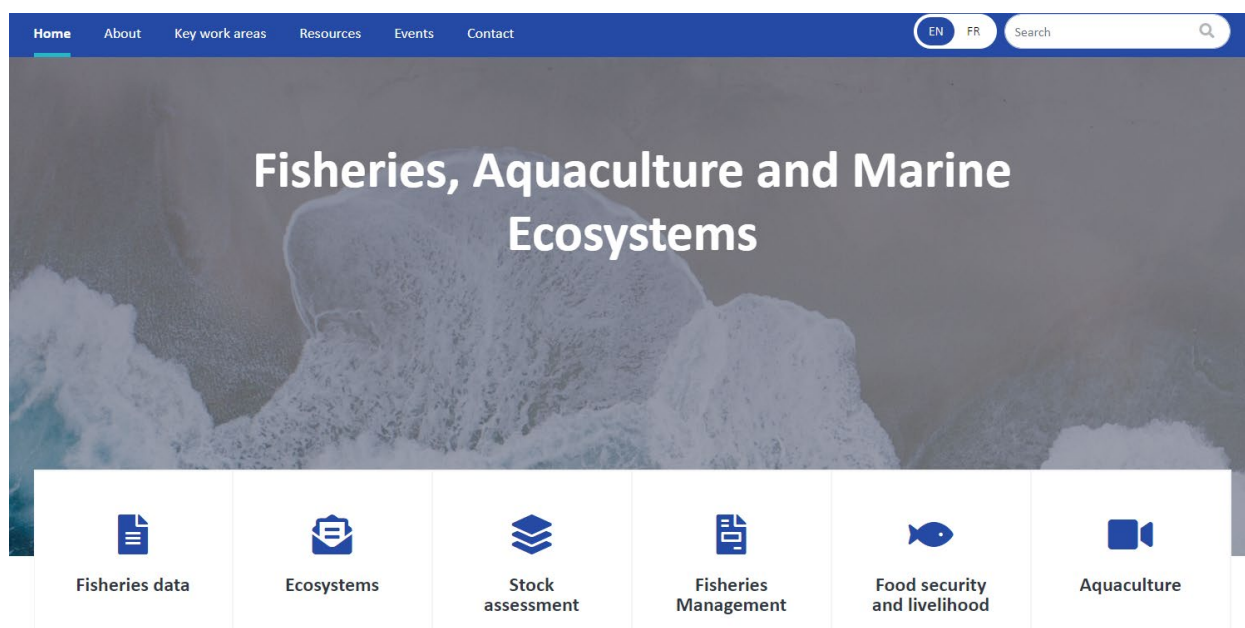 Home About Key work areas Resources Events Contact EN FR Search
Fisheries, Aquaculture and Marine
Ecosystems
Fisheries data
Ecosystems
Stock
assessment
Fisheries
Management
Food security
and livelihood
Aquaculture